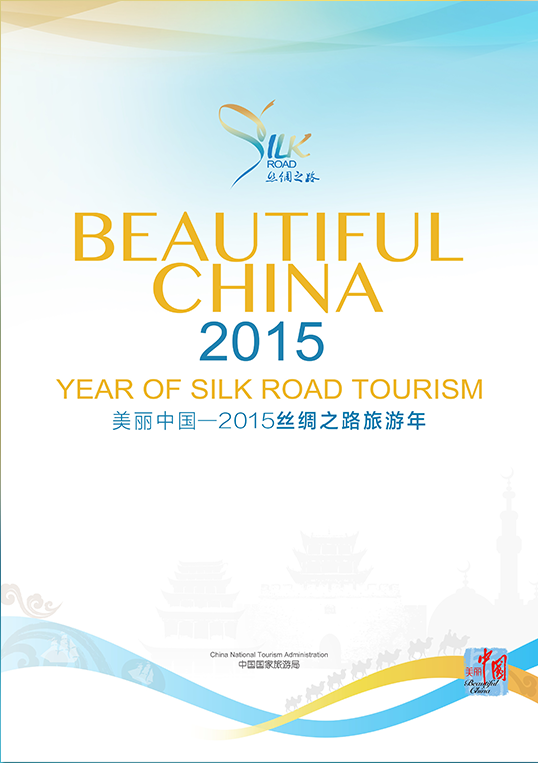 SILK
ROAD
丝绸之路
BEAUTIFUL
CHINA
2015
YEAR OF SILK ROAD TOURISM
美丽中国—2015丝绸之路旅游年
China National Tourism Administration
中国国家旅游局
美丽中国
Beautiful
China